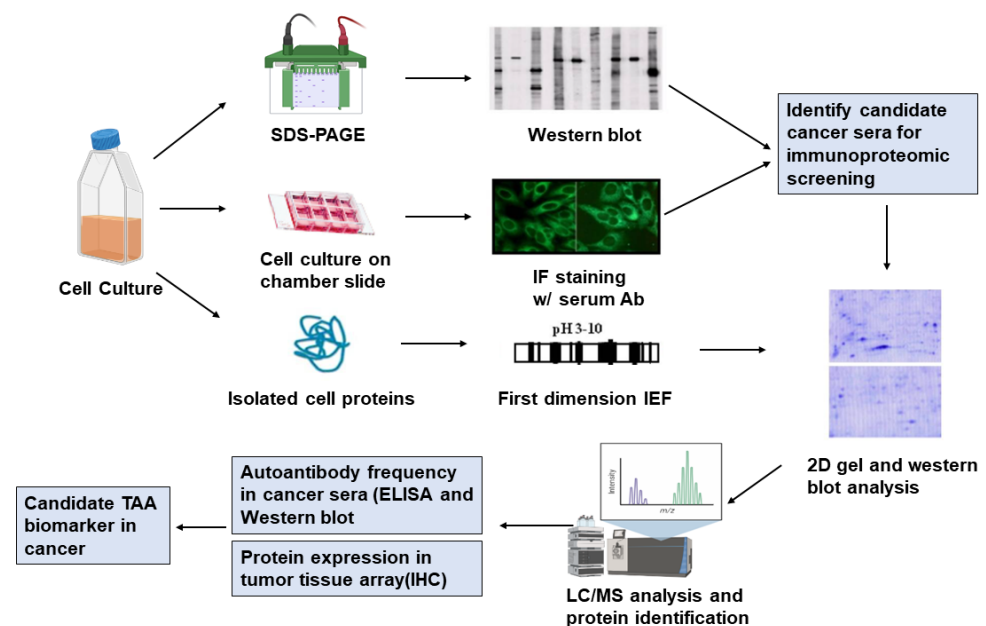 SDS-PAGE
Western blot
Identify candidate
cancer sera for
immunoproteomic
screening
Cell Culture
Cell culture on
chamber slide
IF staining
w/ serum Ab
pH 3-10
Isolated cell proteins
First dimension IEF
2D gel and western
blot analysis
Intensity
m/z
LC/MS analysis and
protein identification
Autoantibody frequency
in cancer sera (ELISA and
Western blot
Protein expression in
tumor tissue array(IHC)
Candidate TAA
biomarker in
cancer